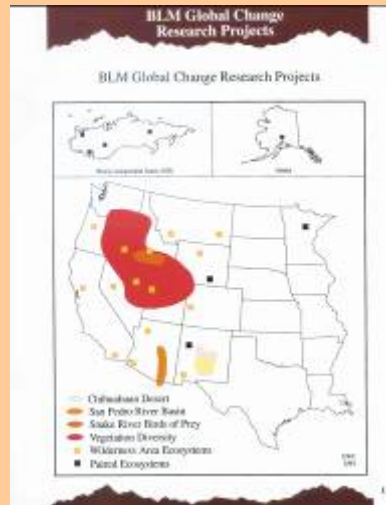 BLM Global Change
Research Projects
BLM Global Change Research Projects
Chihuahuan Desert
San Pedro River Basin
Snake River Birds of Prey
Vegetation Diversity
Wilderness Area Ecosystems
Paired Ecosystems